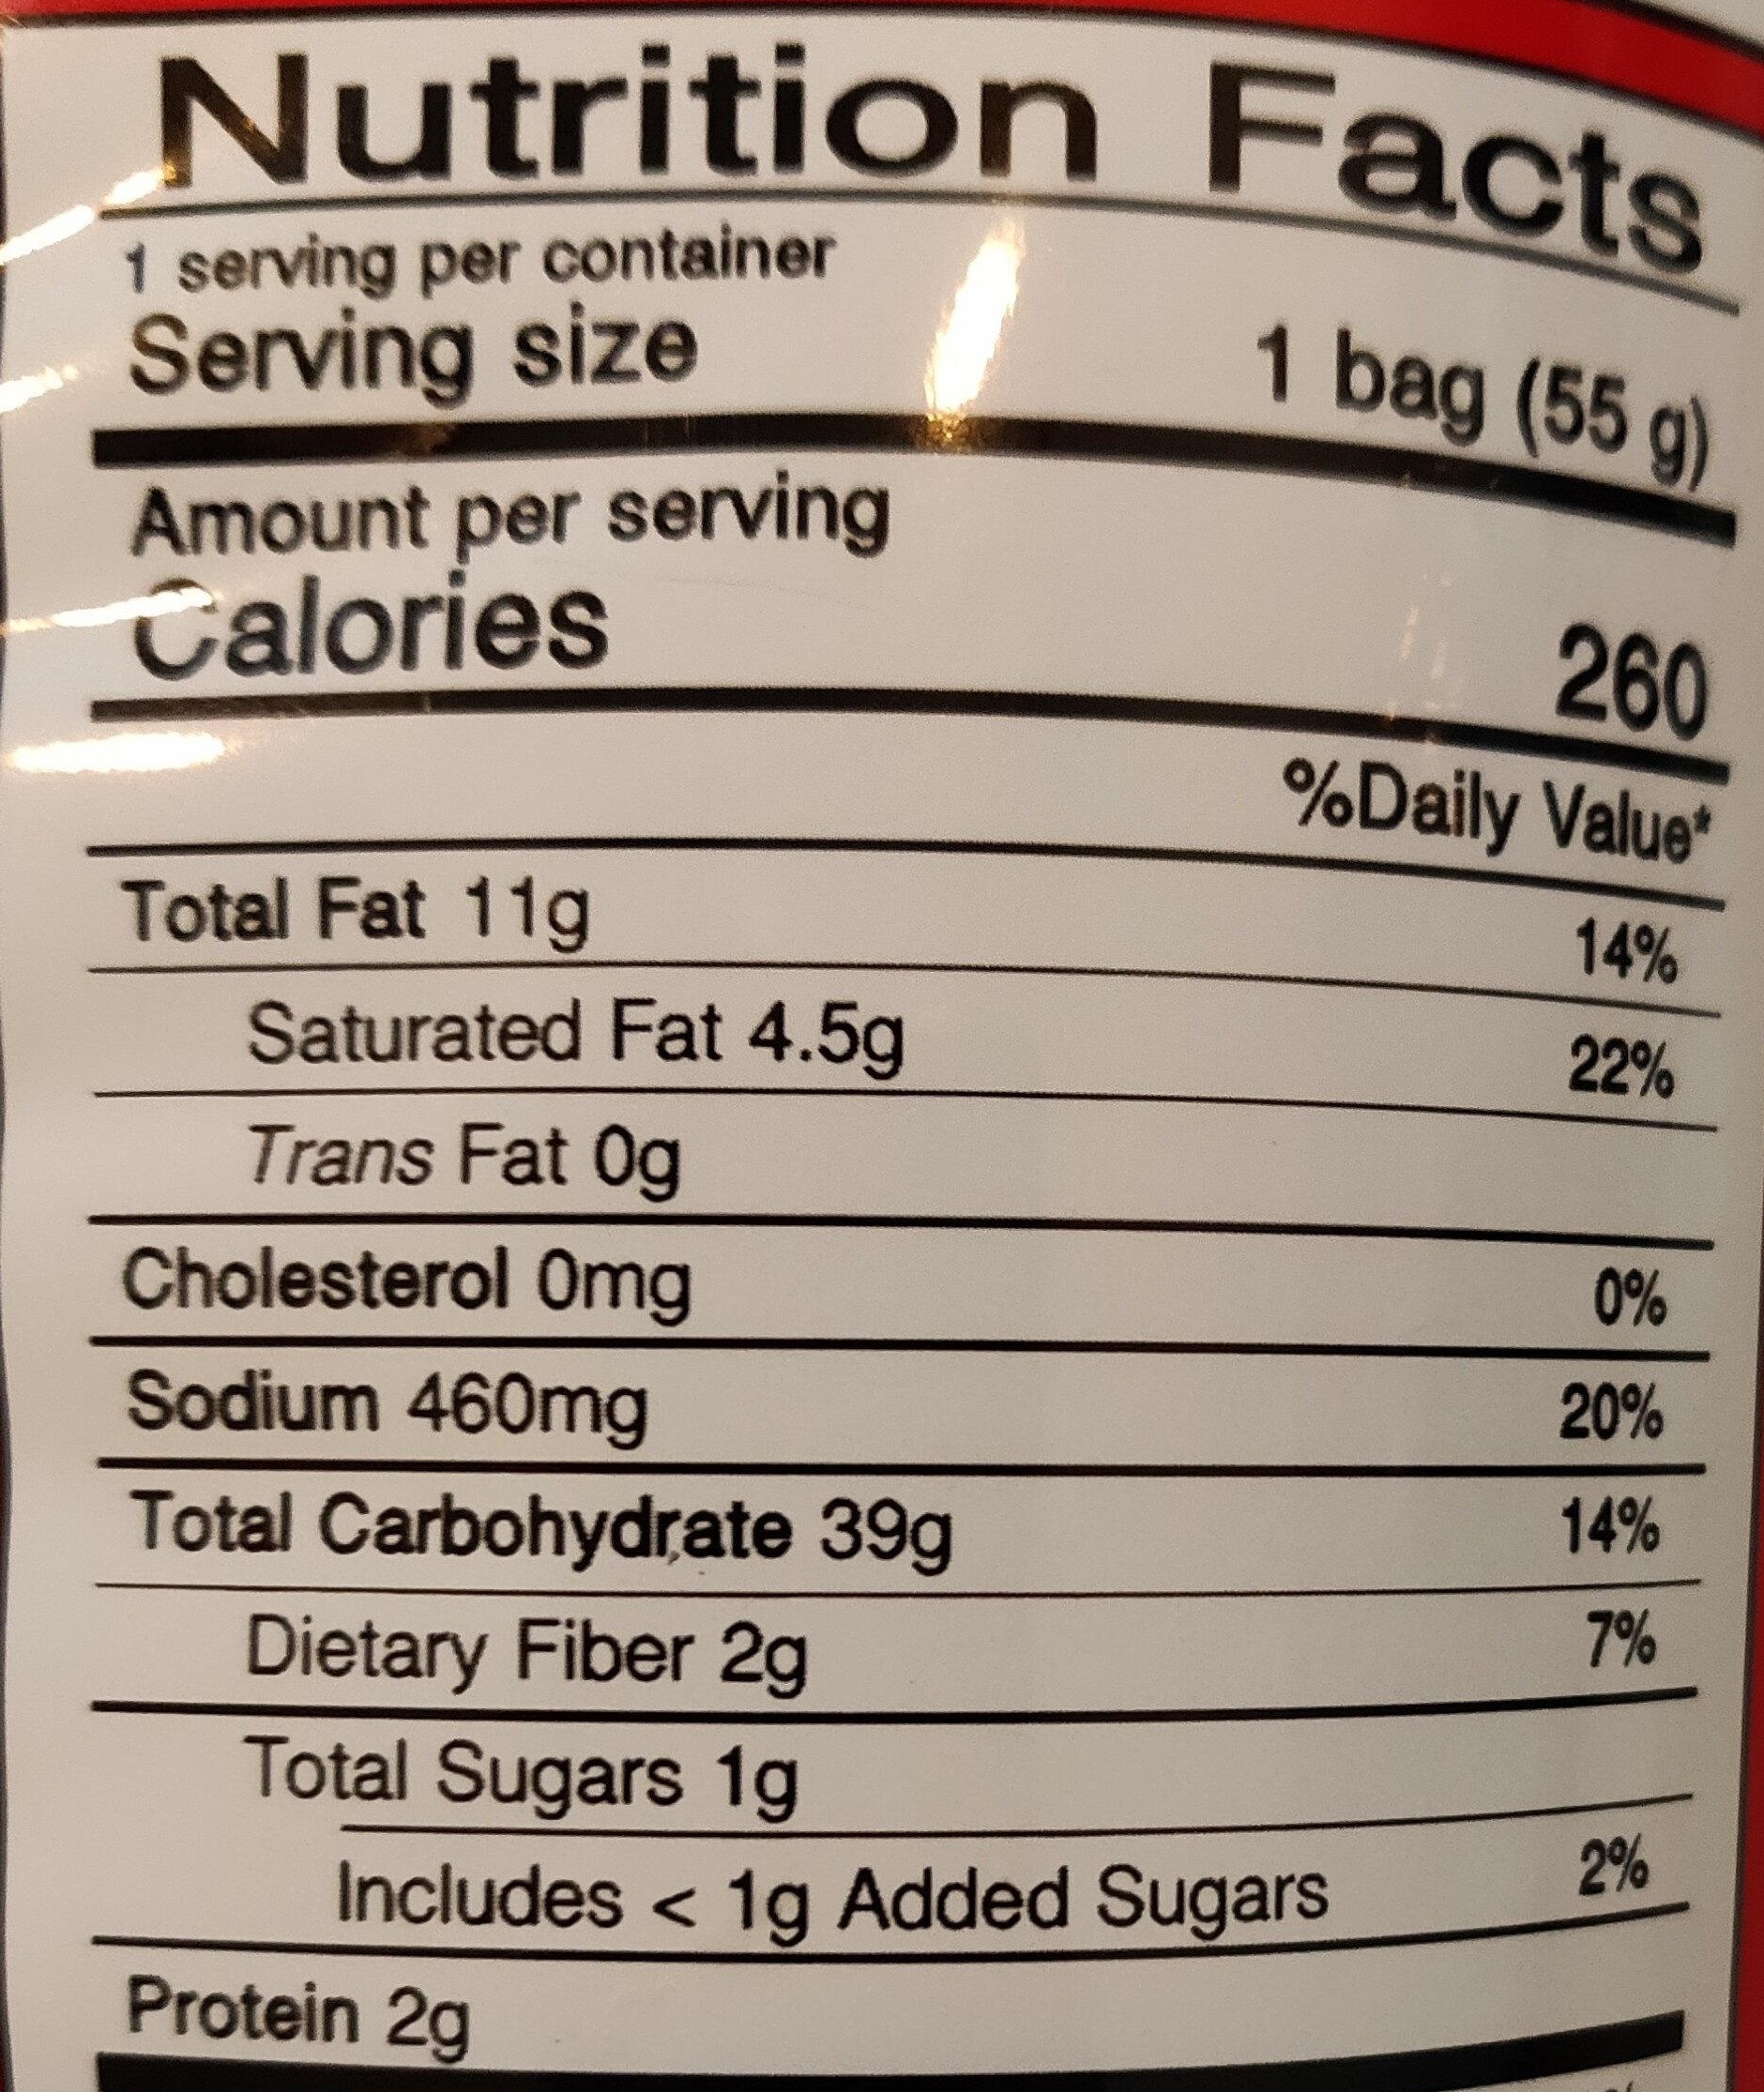 Nutrition Facts
1 serving per container
Serving size 1 bag (55 g)
Amount per serving
Calories 260
%Daily Value*
Total Fat 11g 14%
Saturated Fat 4.5g 22%
Trans Fat 0g
Cholesterol 0mg 0%
Sodium 460mg 20%
Total Carbohydrate 39g 14%
Dietary Fiber 2g 7%
Total Sugars 1g
Includes < 1g Added Sugars 2%
Protein 2g